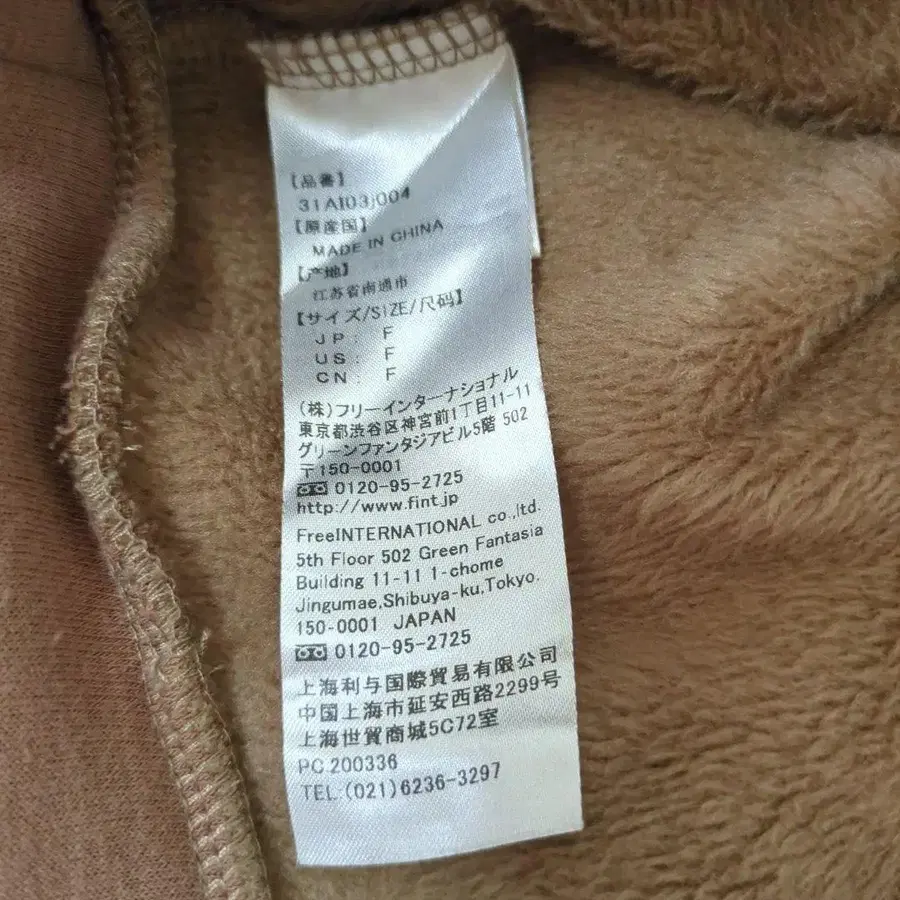 【品番】
31AI03J004
【原産国】
MADE IN CHINA
【产地】
江苏省南通市
【サイズ/SIZE/尺码】
JP: F
US: F
CN: F
(株)フリーインターナショナル
東京都渋谷区神宮前1丁目11-11
グリーンファンタジアビル5階 502
〒150-0001
0120-95-2725
http://www.fint.jp
FreeINTERNATIONAL co.,ltd.
5th Floor 502 Green Fantasia
Building 11-11 1-chome
Jingumae,Shibuya-ku,Tokyo.
150-0001 JAPAN
0120-95-2725
上海利与国際貿易有限公司
中国上海市延安西路2299号
上海世貿商城5C72室
PC.200336
TEL:(021)6236-3297